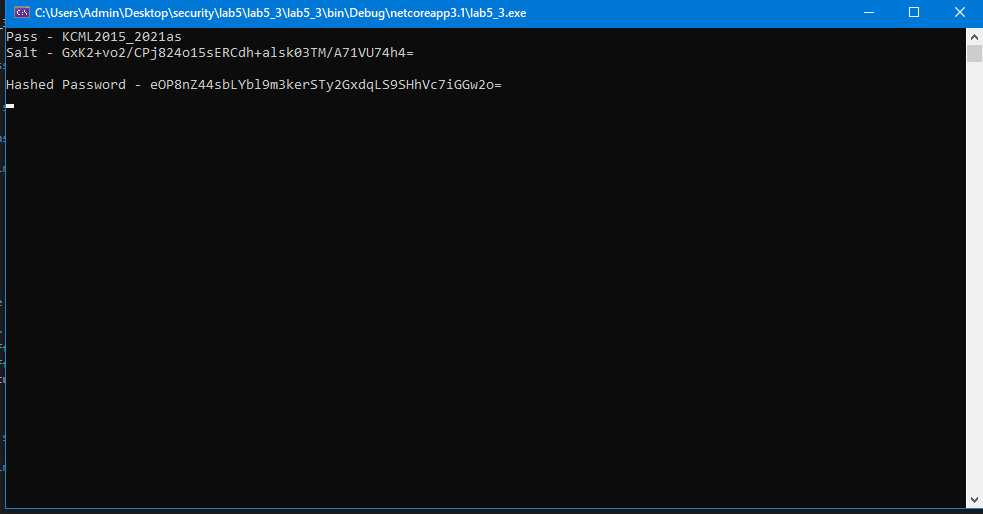 C:\Users\Admin\Desktop\security\lab5\lab5_3\lab5_3\bin\Debug\netcoreapp3.1\lab5_3.exe
Pass - KCML2015_2021as
Salt - GxK2+vo2/CPj824o15sERCdh+alsk03TM/A71VU74h4=
Hashed Password - eOP8nZ44sbLYbl9m3kerSTy2GxdqLS9SHhVc7iGGw2o=